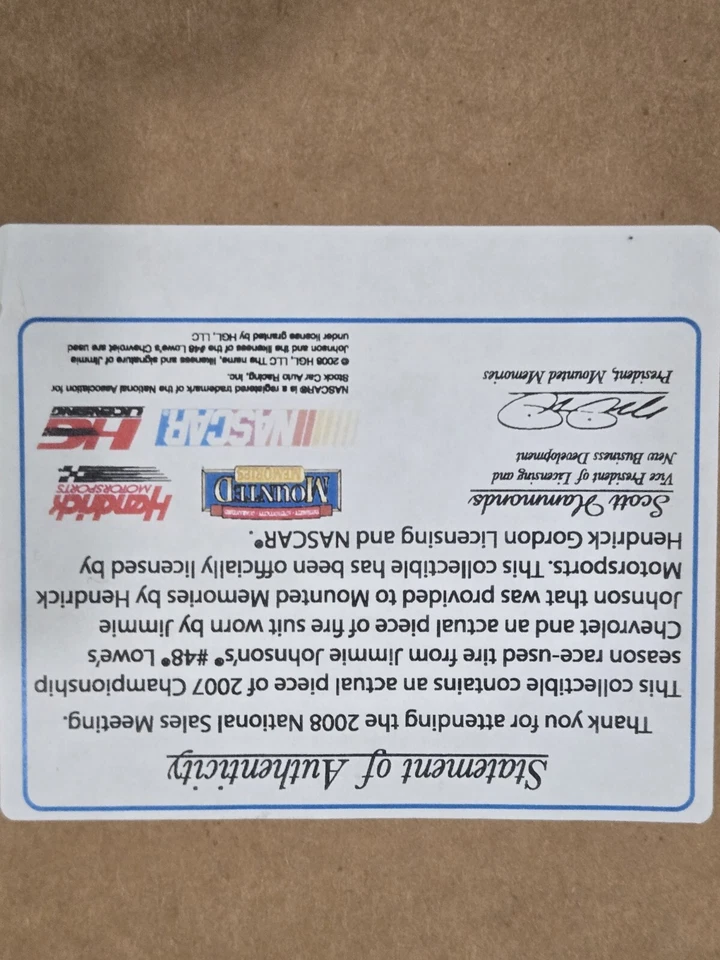 Statement of Authenticity
Thank you for attending the 2008 National Sales Meeting.
This collectible contains an actual piece of 2007 Championship
season race-used tire from Jimmie Johnson's® #48® Lowe's
Chevrolet and an actual piece of fire suit worn by Jimmie
Johnson that was provided to Mounted Memories by Hendrick
Motorsports. This collectible has been officially licensed by
Hendrick Gordon Licensing and NASCAR®.
Scott Hammonds
Vice President of Licensing and
New Business Development
President, Mounted Memories
MOUNTED
MEMORIES
Hendrick
MOTORSPORTS
NASCAR
HG
LICENSING
NASCAR® is a registered trademark of the National Association for
Stock Car Auto Racing, Inc.
© 2008 HGL, LLC The name, likeness and signature of Jimmie
Johnson and the likeness of the #48 Lowe's Chevrolet are used
under license granted by HGL, LLC